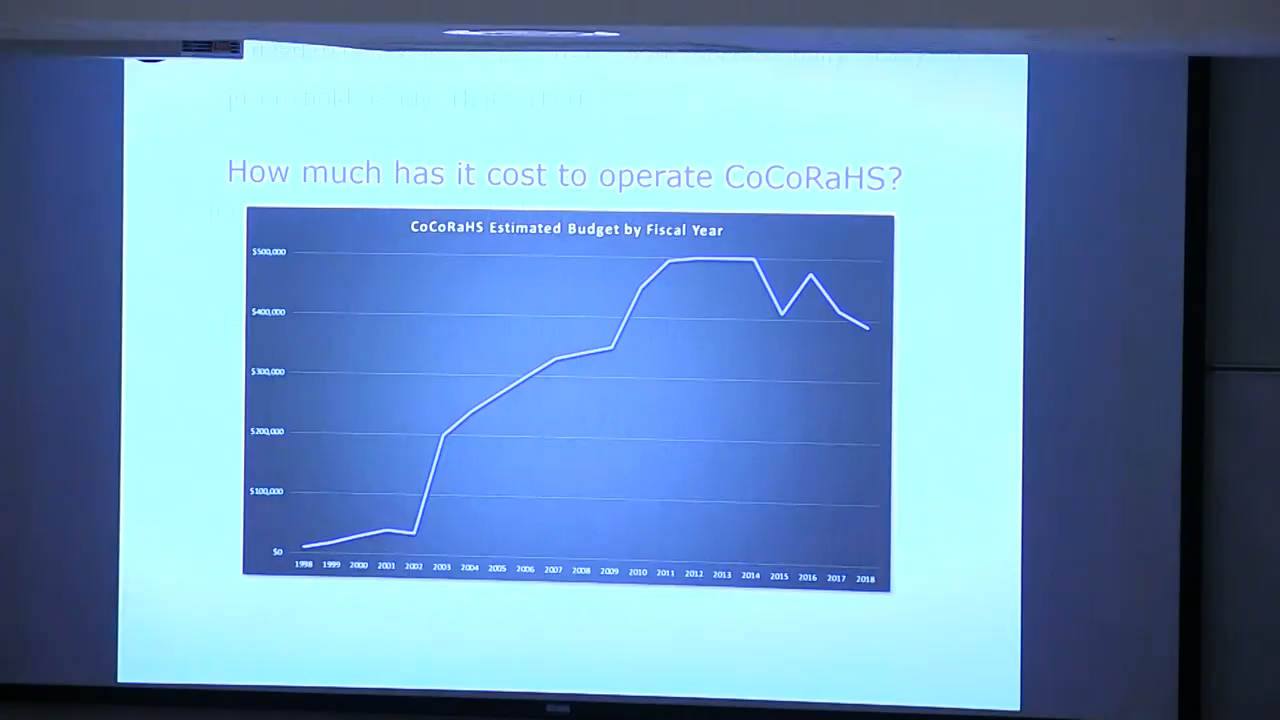 How much has it cost to operate CoCoRaHS?
CoCoRaHS Estimated Budget by Fiscal Year
$500,000
$400,000
$300,000
$200,000
$100,000
$0
1998 1999 2000 2001 2002 2003 2004 2005 2006 2007 2008 2009 2010 2011 2012 2013 2014 2015 2016 2017 2018